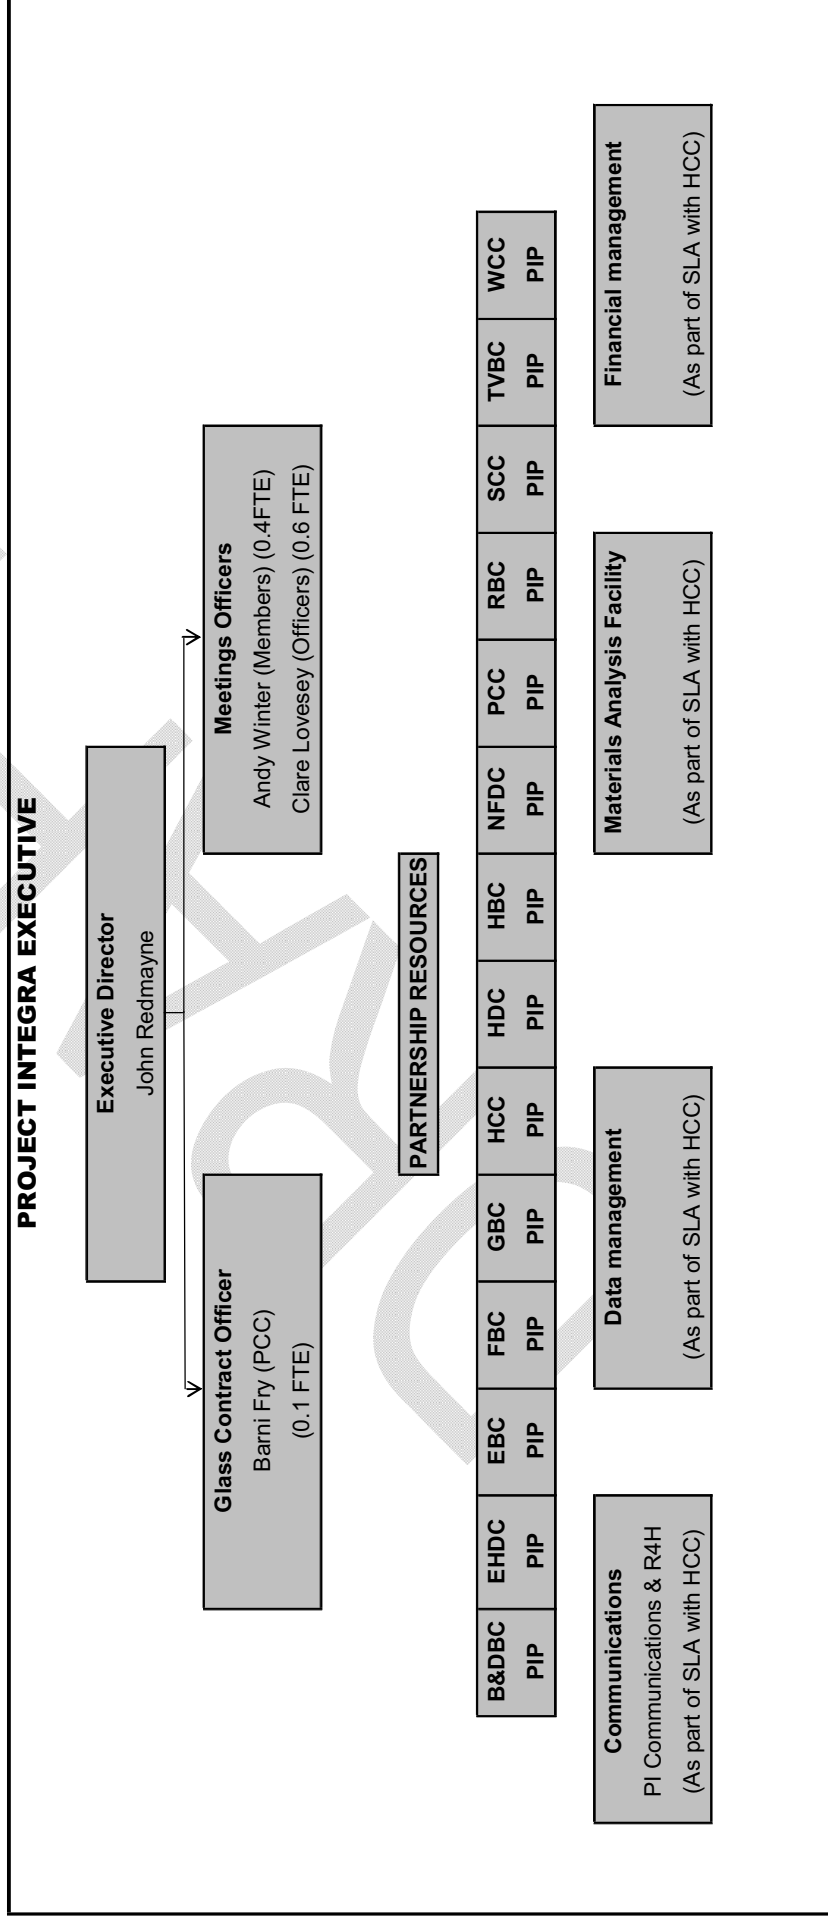 PROJECT INTEGRA EXECUTIVE
Executive Director
John Redmayne
Glass Contract Officer
Barni Fry (PCC)
(0.1 FTE)
Meetings Officers
Andy Winter (Members) (0.4FTE)
Clare Lovesey (Officers) (0.6 FTE)
PARTNERSHIP RESOURCES
B&DBC EHDC EBC FBC GBC HCC HDC HBC NFDC PCC RBC SCC TVBC WCC
PIP PIP PIP PIP PIP PIP PIP PIP PIP PIP PIP PIP PIP PIP
Communications
PI Communications & R4H
(As part of SLA with HCC)
Data management
(As part of SLA with HCC)
Materials Analysis Facility
(As part of SLA with HCC)
Financial management
(As part of SLA with HCC)
DRAFT